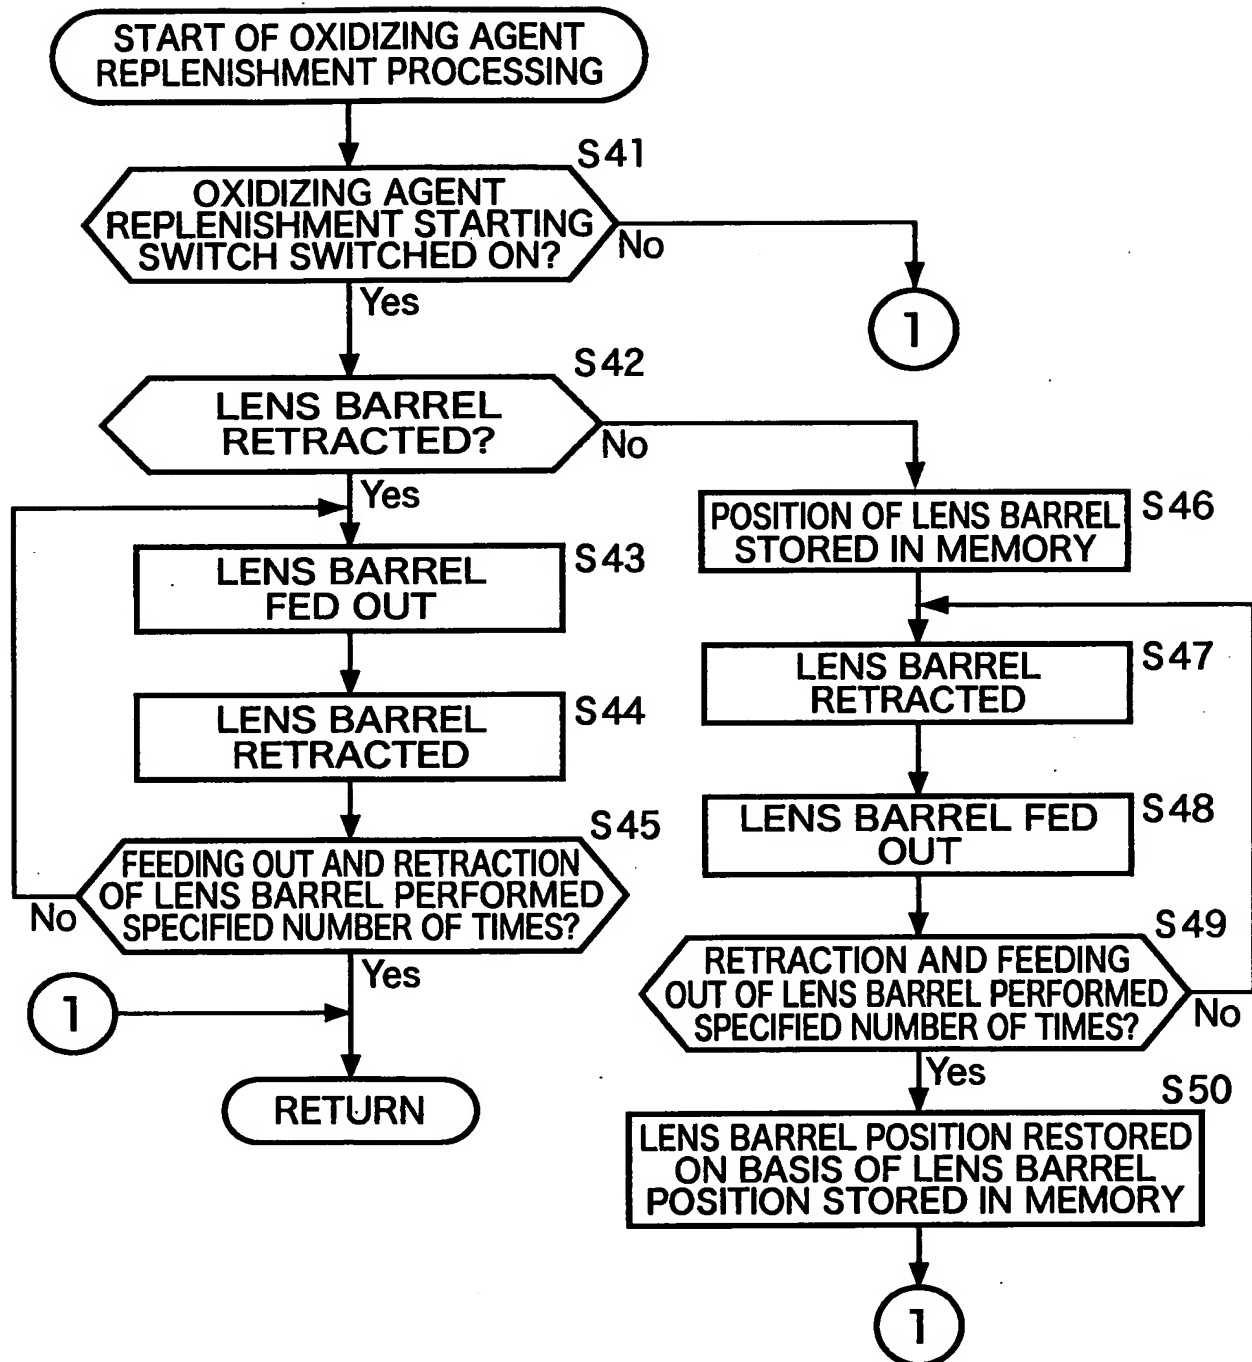 START OF OXIDIZING AGENT
REPLENISHMENT PROCESSING
S41
OXIDIZING AGENT
REPLENISHMENT STARTING
SWITCH SWITCHED ON?
No
Yes
1
S42
LENS BARREL
RETRACTED?
No
Yes
S43
LENS BARREL
FED OUT
S44
LENS BARREL
RETRACTED
S45
FEEDING OUT AND RETRACTION
OF LENS BARREL PERFORMED
SPECIFIED NUMBER OF TIMES?
No
Yes
1
RETURN
S46
POSITION OF LENS BARREL
STORED IN MEMORY
S47
LENS BARREL
RETRACTED
S48
LENS BARREL FED
OUT
S49
RETRACTION AND FEEDING
OUT OF LENS BARREL PERFORMED
SPECIFIED NUMBER OF TIMES?
No
Yes
S50
LENS BARREL POSITION RESTORED
ON BASIS OF LENS BARREL
POSITION STORED IN MEMORY
1